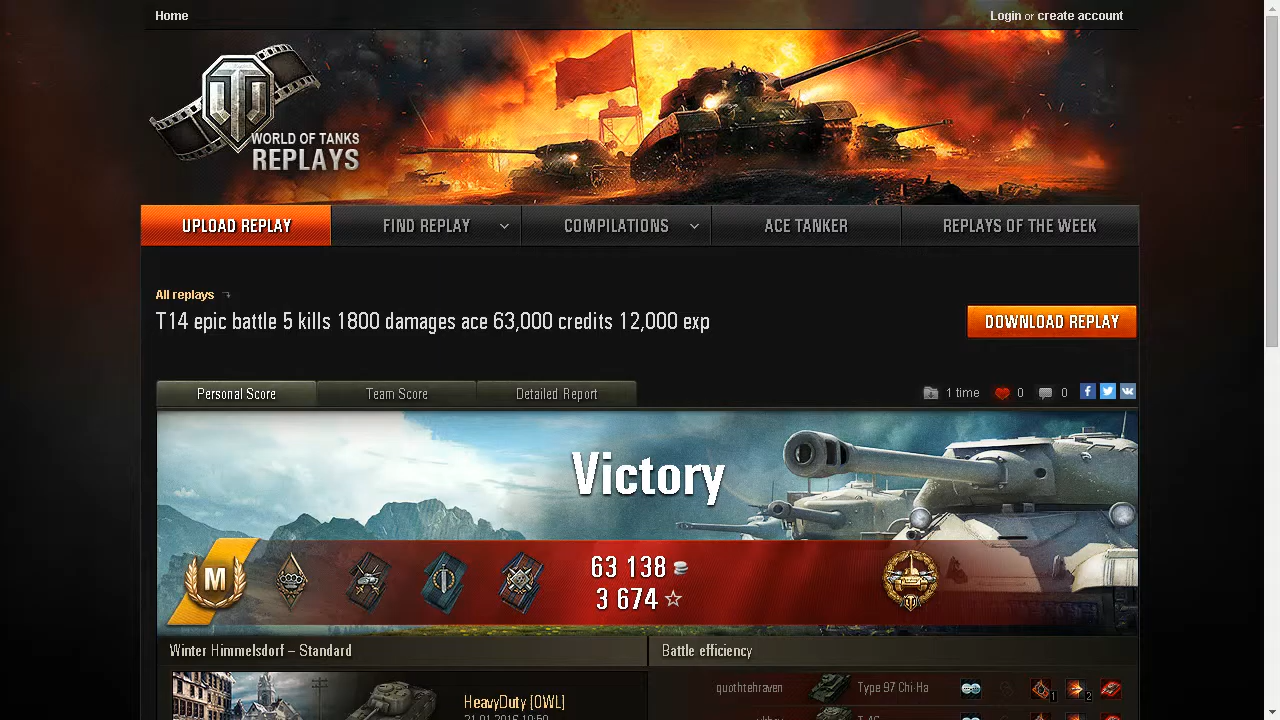 Home
Login or create account
WORLD OF TANKS
REPLAYS
UPLOAD REPLAY
FIND REPLAY
COMPILATIONS
ACE TANKER
REPLAYS OF THE WEEK
All replays
T14 epic battle 5 kills 1800 damages ace 63,000 credits 12,000 exp
DOWNLOAD REPLAY
Personal Score
Team Score
Detailed Report
1 time
0
0
Victory
M
63 138
3 674
Winter Himmelsdorf – Standard
Battle efficiency
HeavyDuty [OWL]
quothtehraven
Type 97 Chi-Ha
1
2